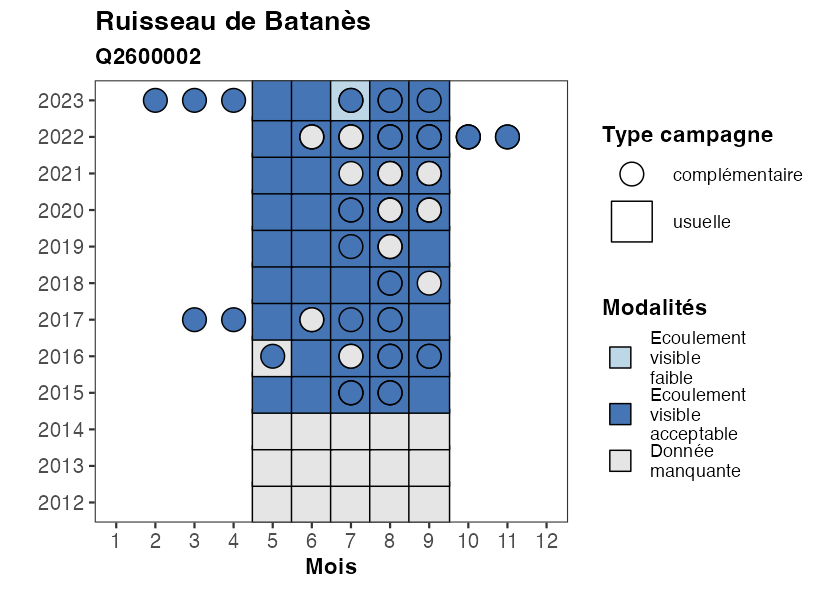 Ruisseau de Batanès
Q2600002
2023
2022
2021
2020
2019
2018
2017
2016
2015
2014
2013
2012
1 2 3 4 5 6 7 8 9 10 11 12
Mois
Type campagne
complémentaire
usuelle
Modalités
Ecoulement
visible
faible
Ecoulement
visible
acceptable
Donnée
manquante